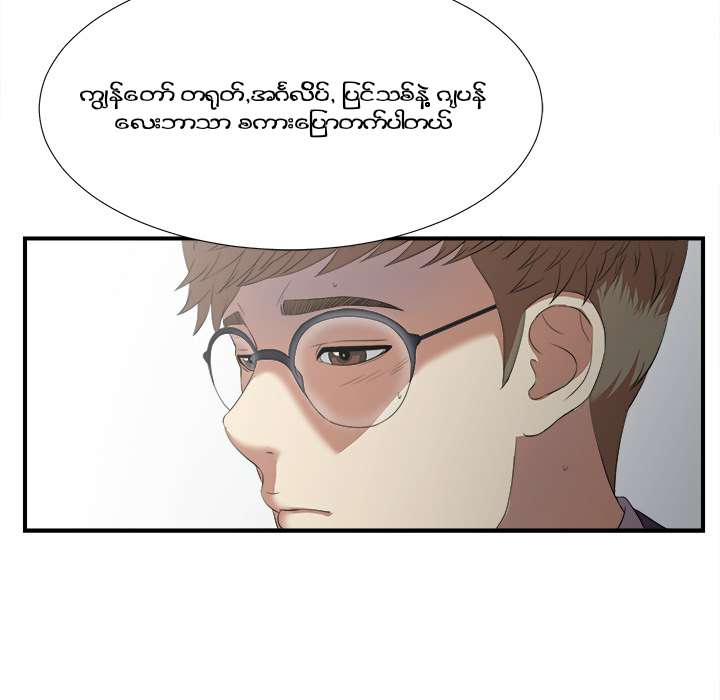 ကျွန်တော် တရုတ်,အင်္ဂလိပ်, ပြင်သစ်နဲ့ ဂျပန်
လေးဘာသာ စကားပြောတက်ပါတယ်